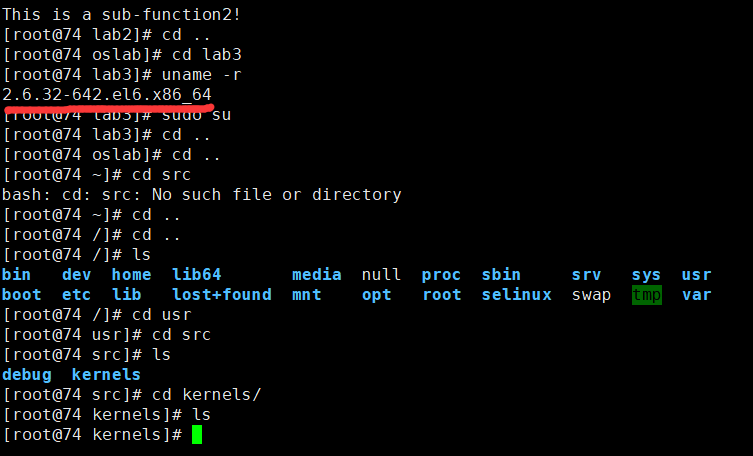 This is a sub-function2!
[root@74 lab2]# cd ..
[root@74 oslab]# cd lab3
[root@74 lab3]# uname -r
2.6.32-642.el6.x86_64
[root@74 lab3]# sudo su
[root@74 lab3]# cd ..
[root@74 oslab]# cd ..
[root@74 ~]# cd src
bash: cd: src: No such file or directory
[root@74 ~]# cd ..
[root@74 /]# cd ..
[root@74 /]# ls
bin dev home lib64 media null proc sbin srv sys usr
boot etc lib lost+found mnt opt root selinux swap tmp var
[root@74 /]# cd usr
[root@74 usr]# cd src
[root@74 src]# ls
debug kernels
[root@74 src]# cd kernels/
[root@74 kernels]# ls
[root@74 kernels]#